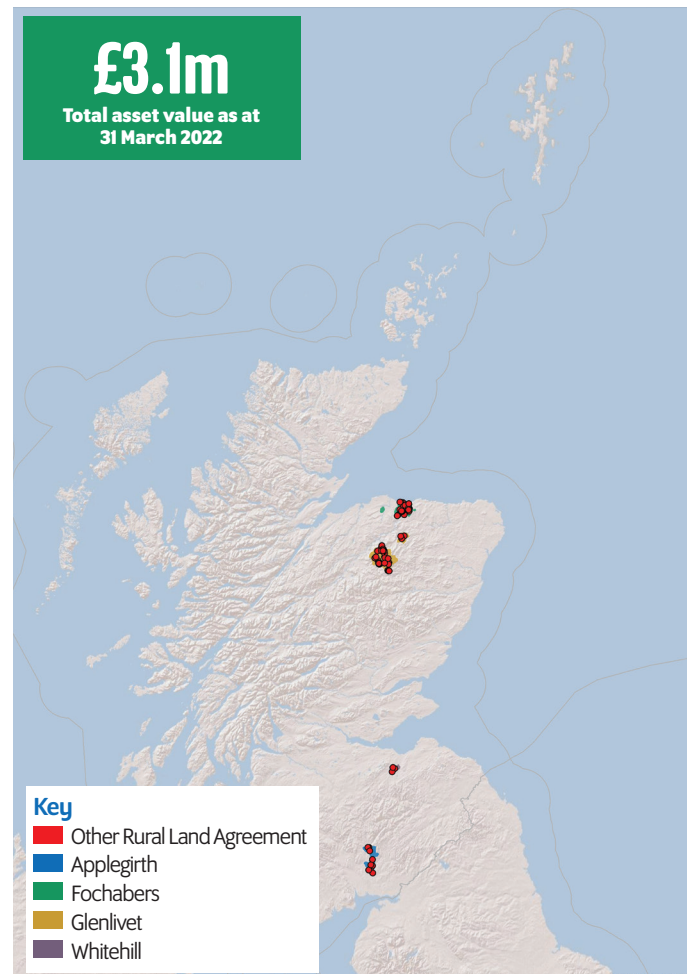 £3.1m
Total asset value as at
31 March 2022
Key
Other Rural Land Agreement
Applegirth
Fochabers
Glenlivet
Whitehill